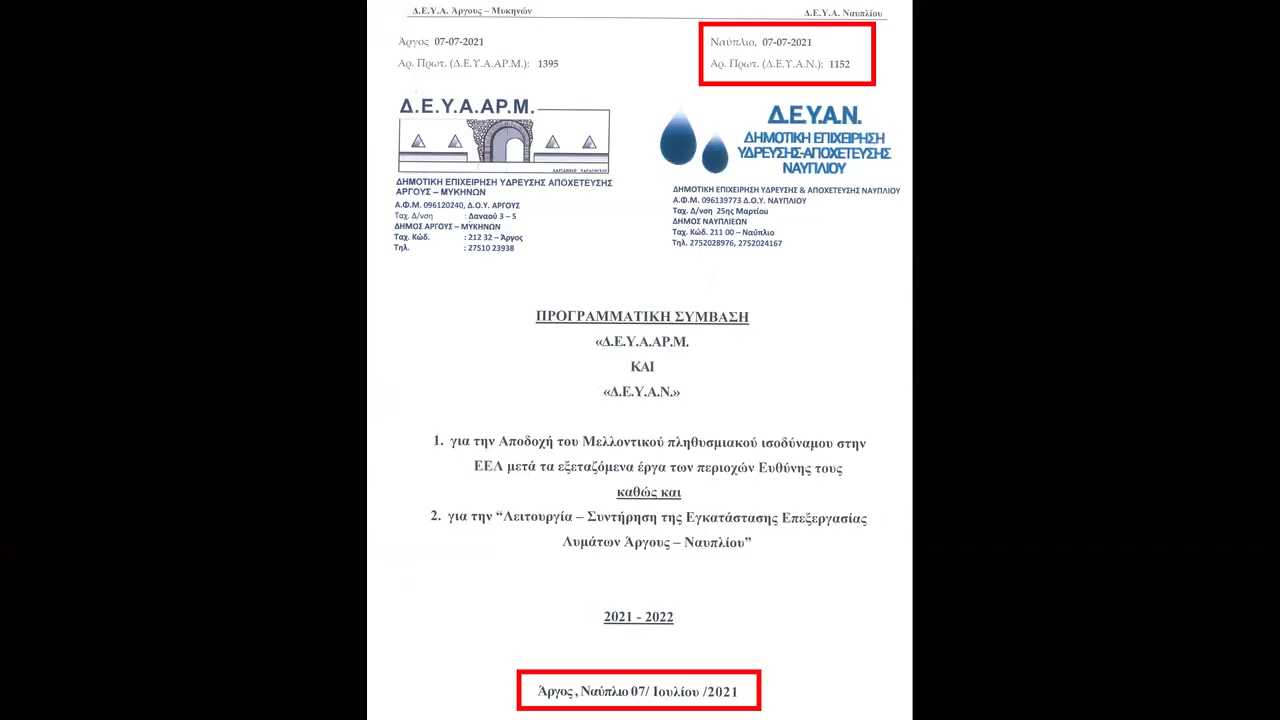 Δ.Ε.Υ.Α. Άργους – Μυκηνών
Δ.Ε.Υ.Α. Ναυπλίου
Άργος 07-07-2021
Αρ. Πρωτ. (Δ.Ε.Υ.Α.ΑΡ.Μ.): 1395
Ναύπλιο, 07-07-2021
Αρ. Πρωτ. (Δ.Ε.Υ.Α.Ν.): 1152
Δ.Ε.Υ.Α.ΑΡ.Μ.
ΔΗΜΟΤΙΚΗ ΕΠΙΧΕΙΡΗΣΗ ΥΔΡΕΥΣΗΣ ΑΠΟΧΕΤΕΥΣΗΣ
ΑΡΓΟΥΣ – ΜΥΚΗΝΩΝ
Α.Φ.Μ. 096120240, Δ.Ο.Υ. ΑΡΓΟΥΣ
Ταχ. Δ/νση : Δαναού 3 – 5
ΔΗΜΟΣ ΑΡΓΟΥΣ – ΜΥΚΗΝΩΝ
Ταχ. Κώδ. : 212 32 – Άργος
Τηλ. : 27510 23938
Δ.Ε.Υ.Α.Ν.
ΔΗΜΟΤΙΚΗ ΕΠΙΧΕΙΡΗΣΗ
ΥΔΡΕΥΣΗΣ-ΑΠΟΧΕΤΕΥΣΗΣ
ΝΑΥΠΛΙΟΥ
ΔΗΜΟΤΙΚΗ ΕΠΙΧΕΙΡΗΣΗ ΥΔΡΕΥΣΗΣ & ΑΠΟΧΕΤΕΥΣΗΣ ΝΑΥΠΛΙΟΥ
Α.Φ.Μ. 096139773 Δ.Ο.Υ. ΝΑΥΠΛΙΟΥ
Ταχ. Δ/νση 25ης Μαρτίου
ΔΗΜΟΣ ΝΑΥΠΛΙΕΩΝ
Ταχ. Κώδ. 211 00 – Ναύπλιο
Τηλ. 2752028976, 2752024167
ΠΡΟΓΡΑΜΜΑΤΙΚΗ ΣΥΜΒΑΣΗ
«Δ.Ε.Υ.Α.ΑΡ.Μ.
ΚΑΙ
«Δ.Ε.Υ.Α.Ν.»
1. για την Αποδοχή του Μελλοντικού πληθυσμιακού ισοδύναμου στην
ΕΕΛ μετά τα εξεταζόμενα έργα των περιοχών Ευθύνης τους
καθώς και
2. για την “Λειτουργία – Συντήρηση της Εγκατάστασης Επεξεργασίας
Λυμάτων Άργους – Ναυπλίου”
2021 - 2022
Άργος , Ναύπλιο 07/ Ιουλίου /2021